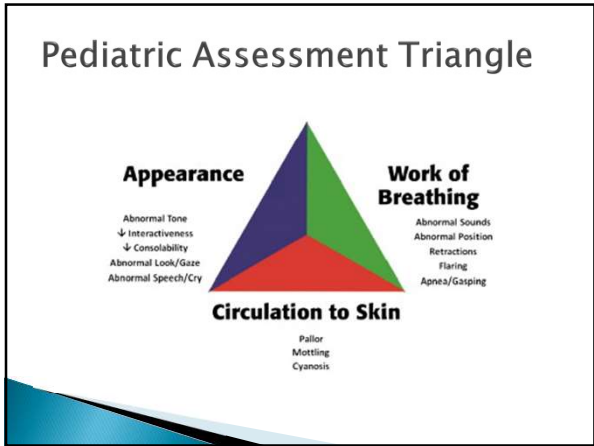 Pediatric Assessment Triangle
Appearance
Abnormal Tone
↓ Interactiveness
↓ Consolability
Abnormal Look/Gaze
Abnormal Speech/Cry
Work of
Breathing
Abnormal Sounds
Abnormal Position
Retractions
Flaring
Apnea/Gasping
Circulation to Skin
Pallor
Mottling
Cyanosis